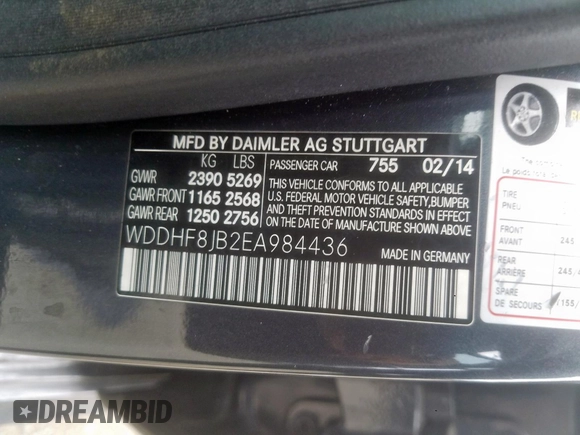 MFD BY DAIMLER AG STUTTGART
KG LBS
PASSENGER CAR 755 02/14
GVWR 2390 5269
GAWR FRONT 1165 2568
GAWR REAR 1250 2756
THIS VEHICLE CONFORMS TO ALL APPLICABLE
U.S. FEDERAL MOTOR VEHICLE SAFETY,BUMPER
AND THEFT PREVENTION STANDARDS IN EFFECT
ON THE DATE OF MANUFACTURE SHOWN ABOVE
WDDHF8JB2EA984436
MADE IN GERMANY
TIRE
PNEU
FRONT
AVANT
245
REAR
ARRIÈRE
245/
SPARE
DE SECOURS
155/
DREAMBID